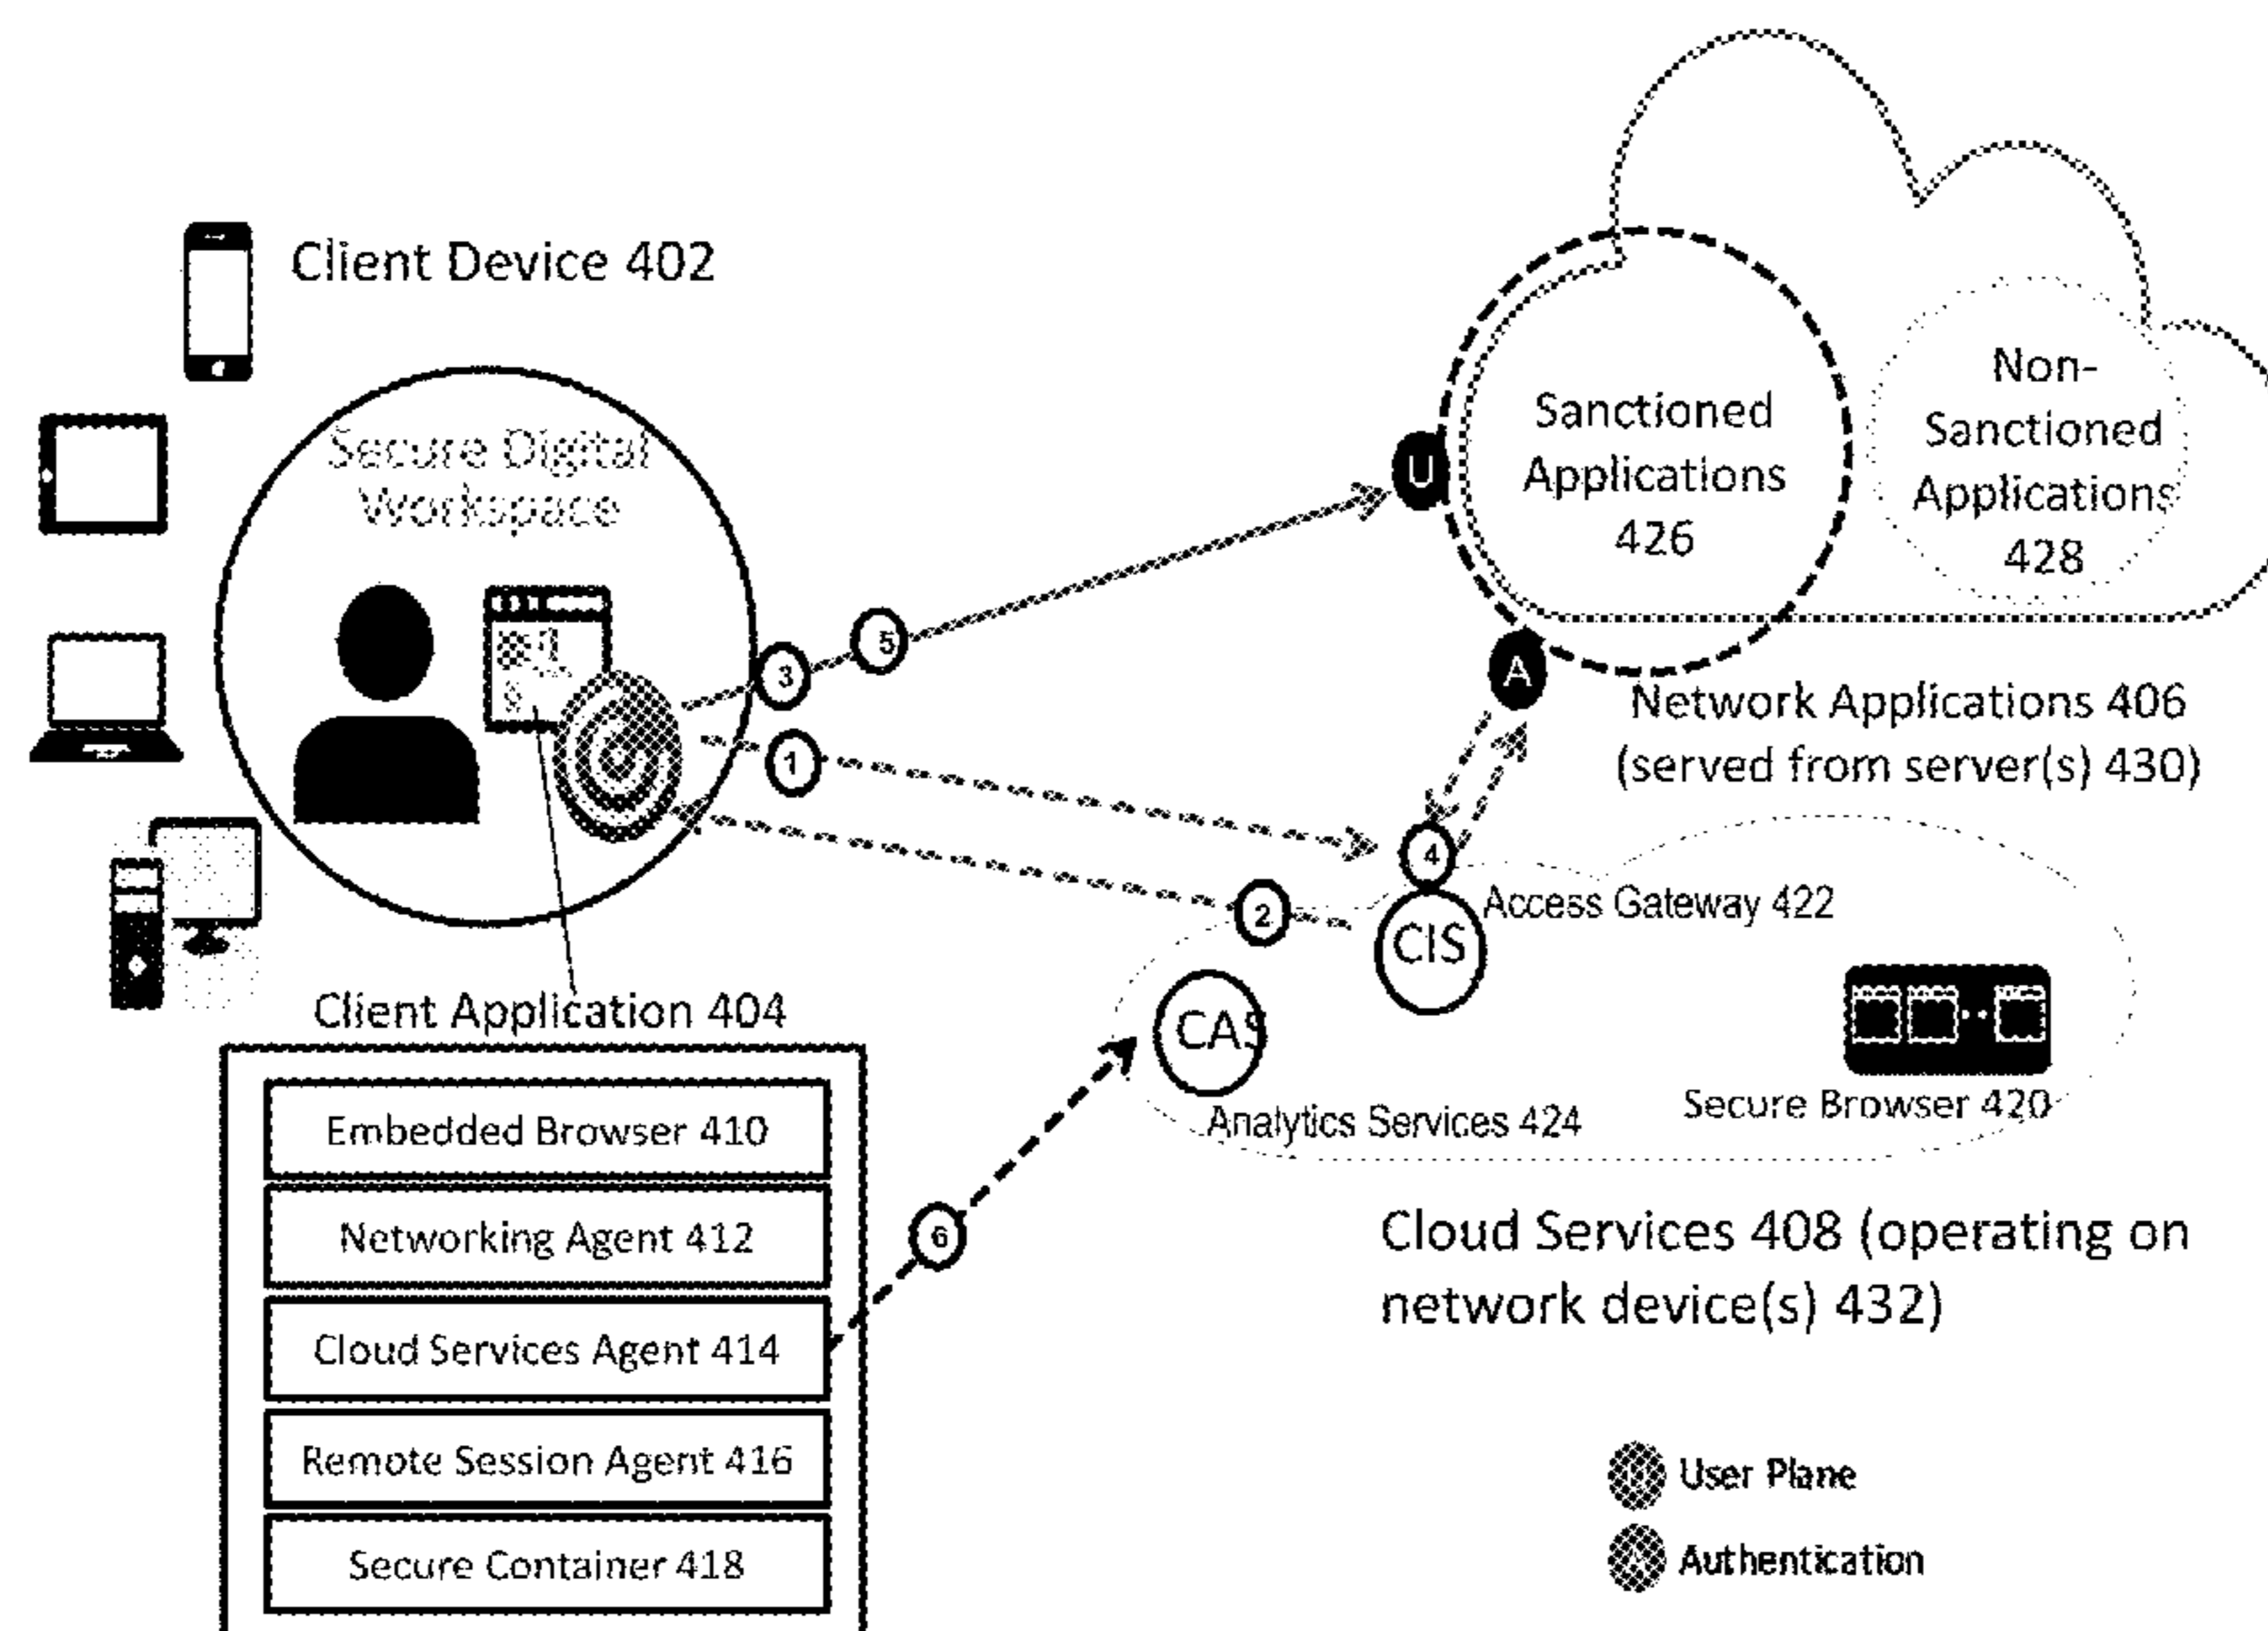 Client Device 402
Secure Digital
Workspace
Sanctioned
Applications
426
Non-
Sanctioned
Applications
428
U
A
3
5
1
2
4
6
Network Applications 406
(served from server(s) 430)
Access Gateway 422
CIS
CAS
Analytics Services 424
Secure Browser 420
Client Application 404
Embedded Browser 410
Networking Agent 412
Cloud Services Agent 414
Remote Session Agent 416
Secure Container 418
Cloud Services 408 (operating on
network device(s) 432)
User Plane
Authentication